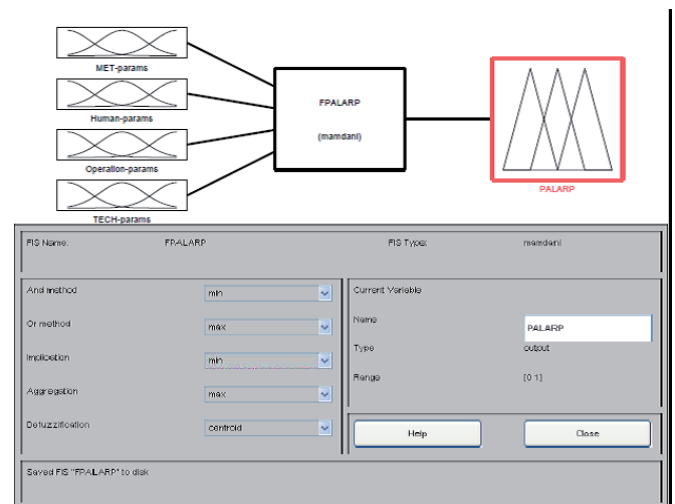 MET-params
Human-params
Operation-params
TECH-params
FPALARP
(mamdani)
PALARP
FIS Name: FPALARP FIS Type: mamdani
And method min
Or method max
Implication min
Aggregation max
Defuzzification centroid
Current Variable
Name PALARP
Type output
Range [0 1]
Help Close
Saved FIS "FPALARP" to disk